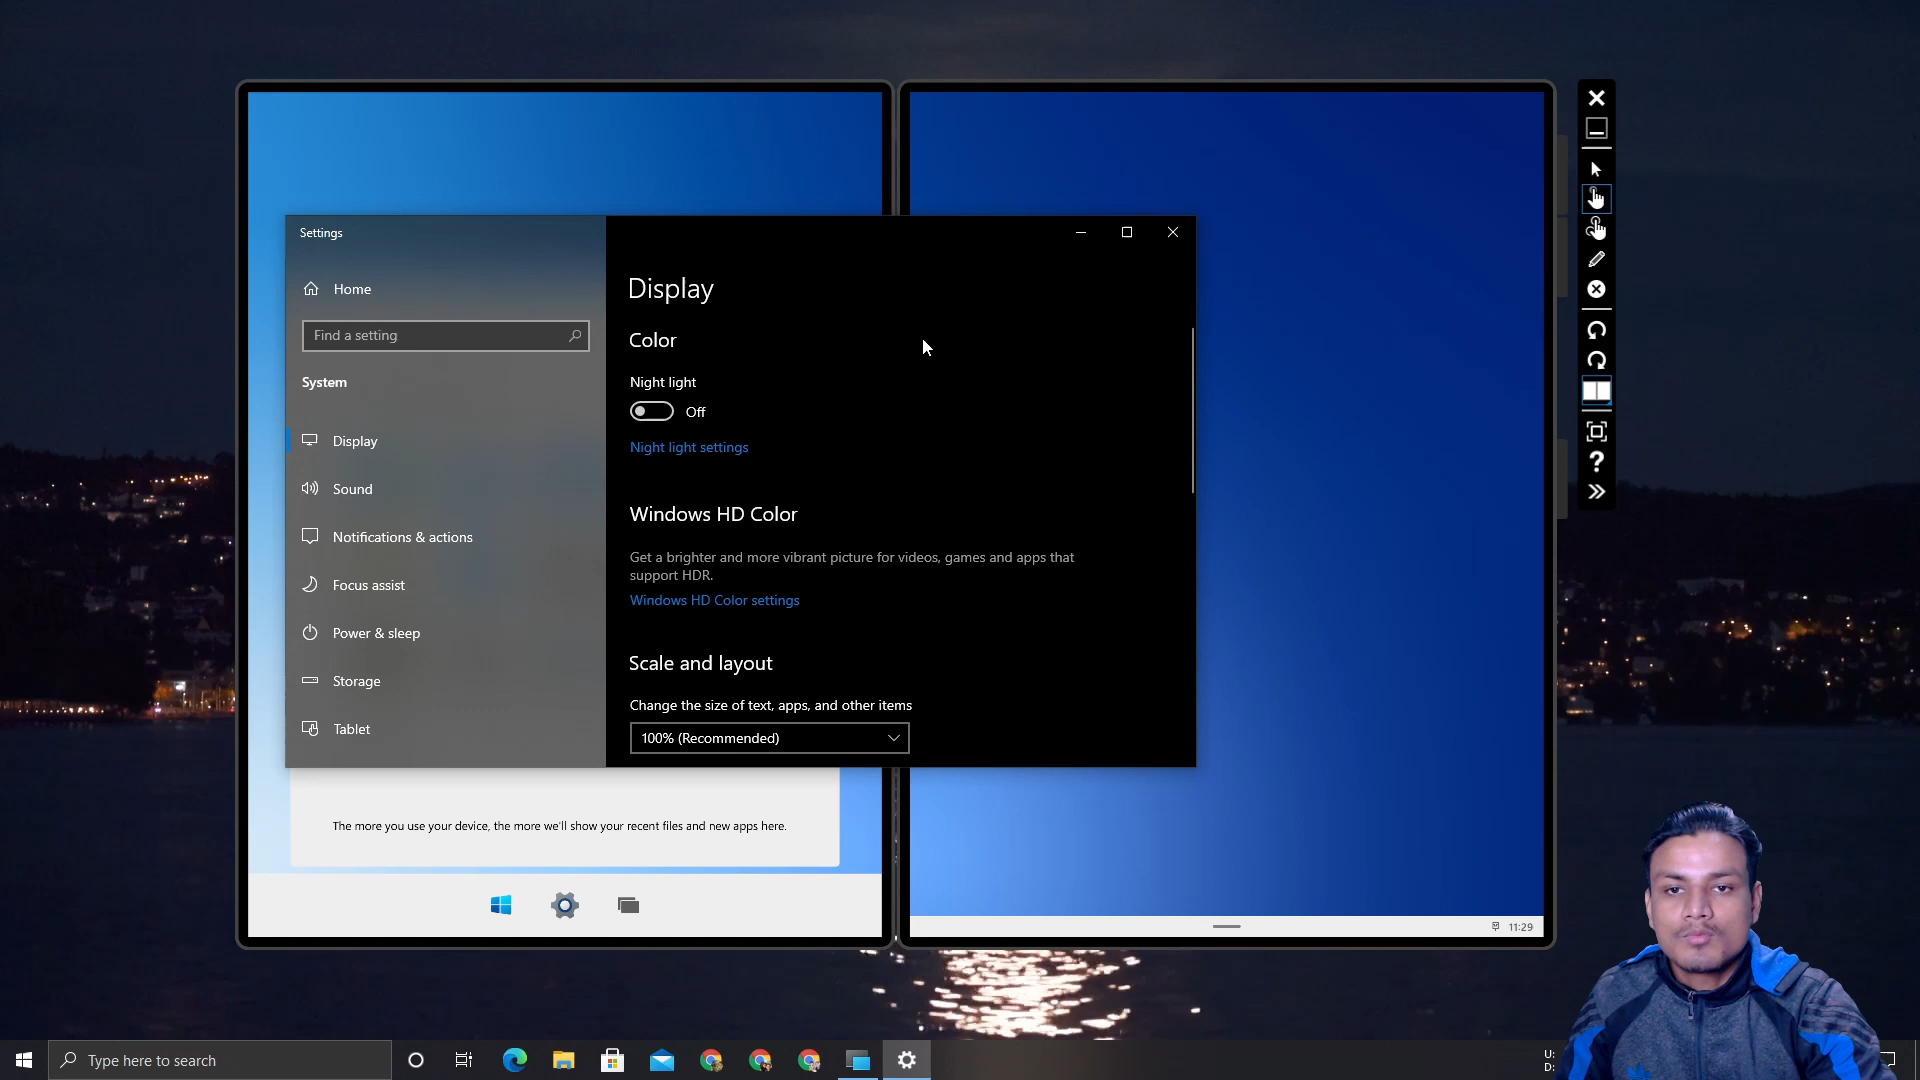 Settings
Home
Find a setting
System
Display
Sound
Notifications & actions
Focus assist
Power & sleep
Storage
Tablet
Display
Color
Night light
Off
Night light settings
Windows HD Color
Get a brighter and more vibrant picture for videos, games and apps that
support HDR.
Windows HD Color settings
Scale and layout
Change the size of text, apps, and other items
100% (Recommended)
The more you use your device, the more we'll show your recent files and new apps here.
11:29
?
Type here to search
U:
D: